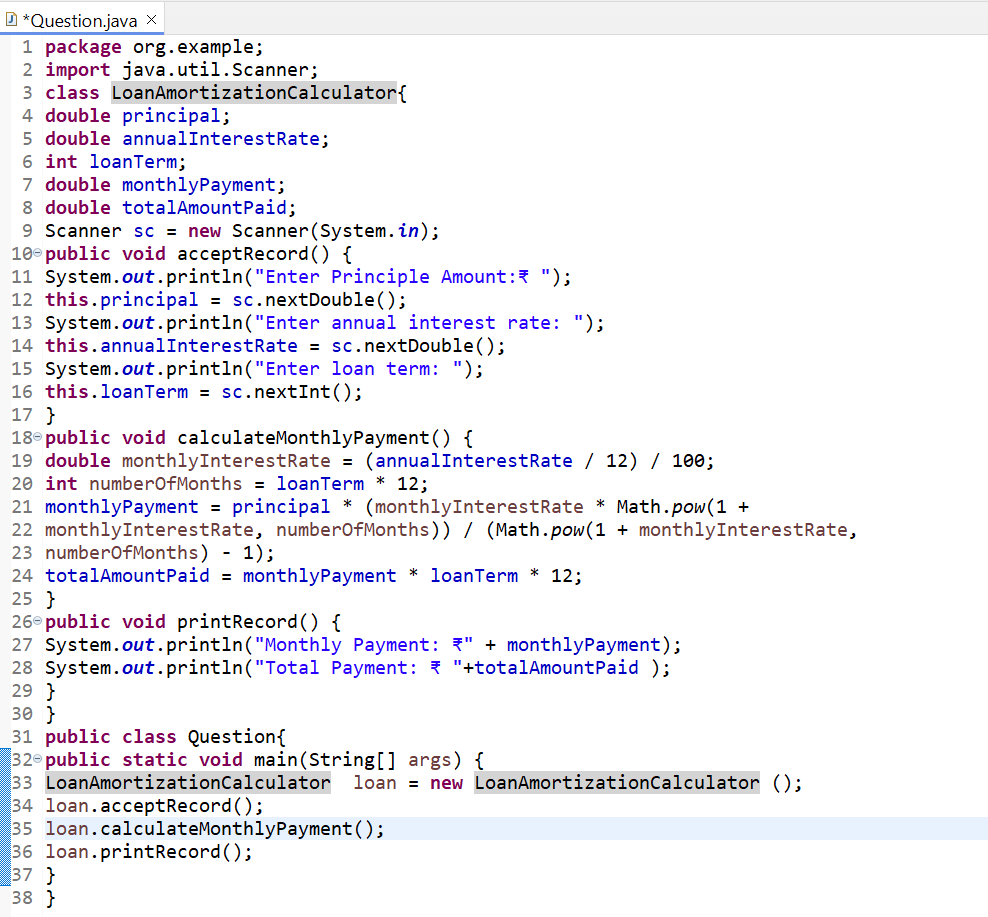 *Question.java ×
1 package org.example;
2 import java.util.Scanner;
3 class LoanAmortizationCalculator{
4 double principal;
5 double annualInterestRate;
6 int loanTerm;
7 double monthlyPayment;
8 double totalAmountPaid;
9 Scanner sc = new Scanner(System.in);
10 public void acceptRecord() {
11 System.out.println("Enter Principle Amount:₹ ");
12 this.principal = sc.nextDouble();
13 System.out.println("Enter annual interest rate: ");
14 this.annualInterestRate = sc.nextDouble();
15 System.out.println("Enter loan term: ");
16 this.loanTerm = sc.nextInt();
17 }
18 public void calculateMonthlyPayment() {
19 double monthlyInterestRate = (annualInterestRate / 12) / 100;
20 int numberOfMonths = loanTerm * 12;
21 monthlyPayment = principal * (monthlyInterestRate * Math.pow(1 +
22 monthlyInterestRate, numberOfMonths)) / (Math.pow(1 + monthlyInterestRate,
23 numberOfMonths) - 1);
24 totalAmountPaid = monthlyPayment * loanTerm * 12;
25 }
26 public void printRecord() {
27 System.out.println("Monthly Payment: ₹" + monthlyPayment);
28 System.out.println("Total Payment: ₹ "+totalAmountPaid );
29 }
30 }
31 public class Question{
32 public static void main(String[] args) {
33 LoanAmortizationCalculator  loan = new LoanAmortizationCalculator ();
34 loan.acceptRecord();
35 loan.calculateMonthlyPayment();
36 loan.printRecord();
37 }
38 }